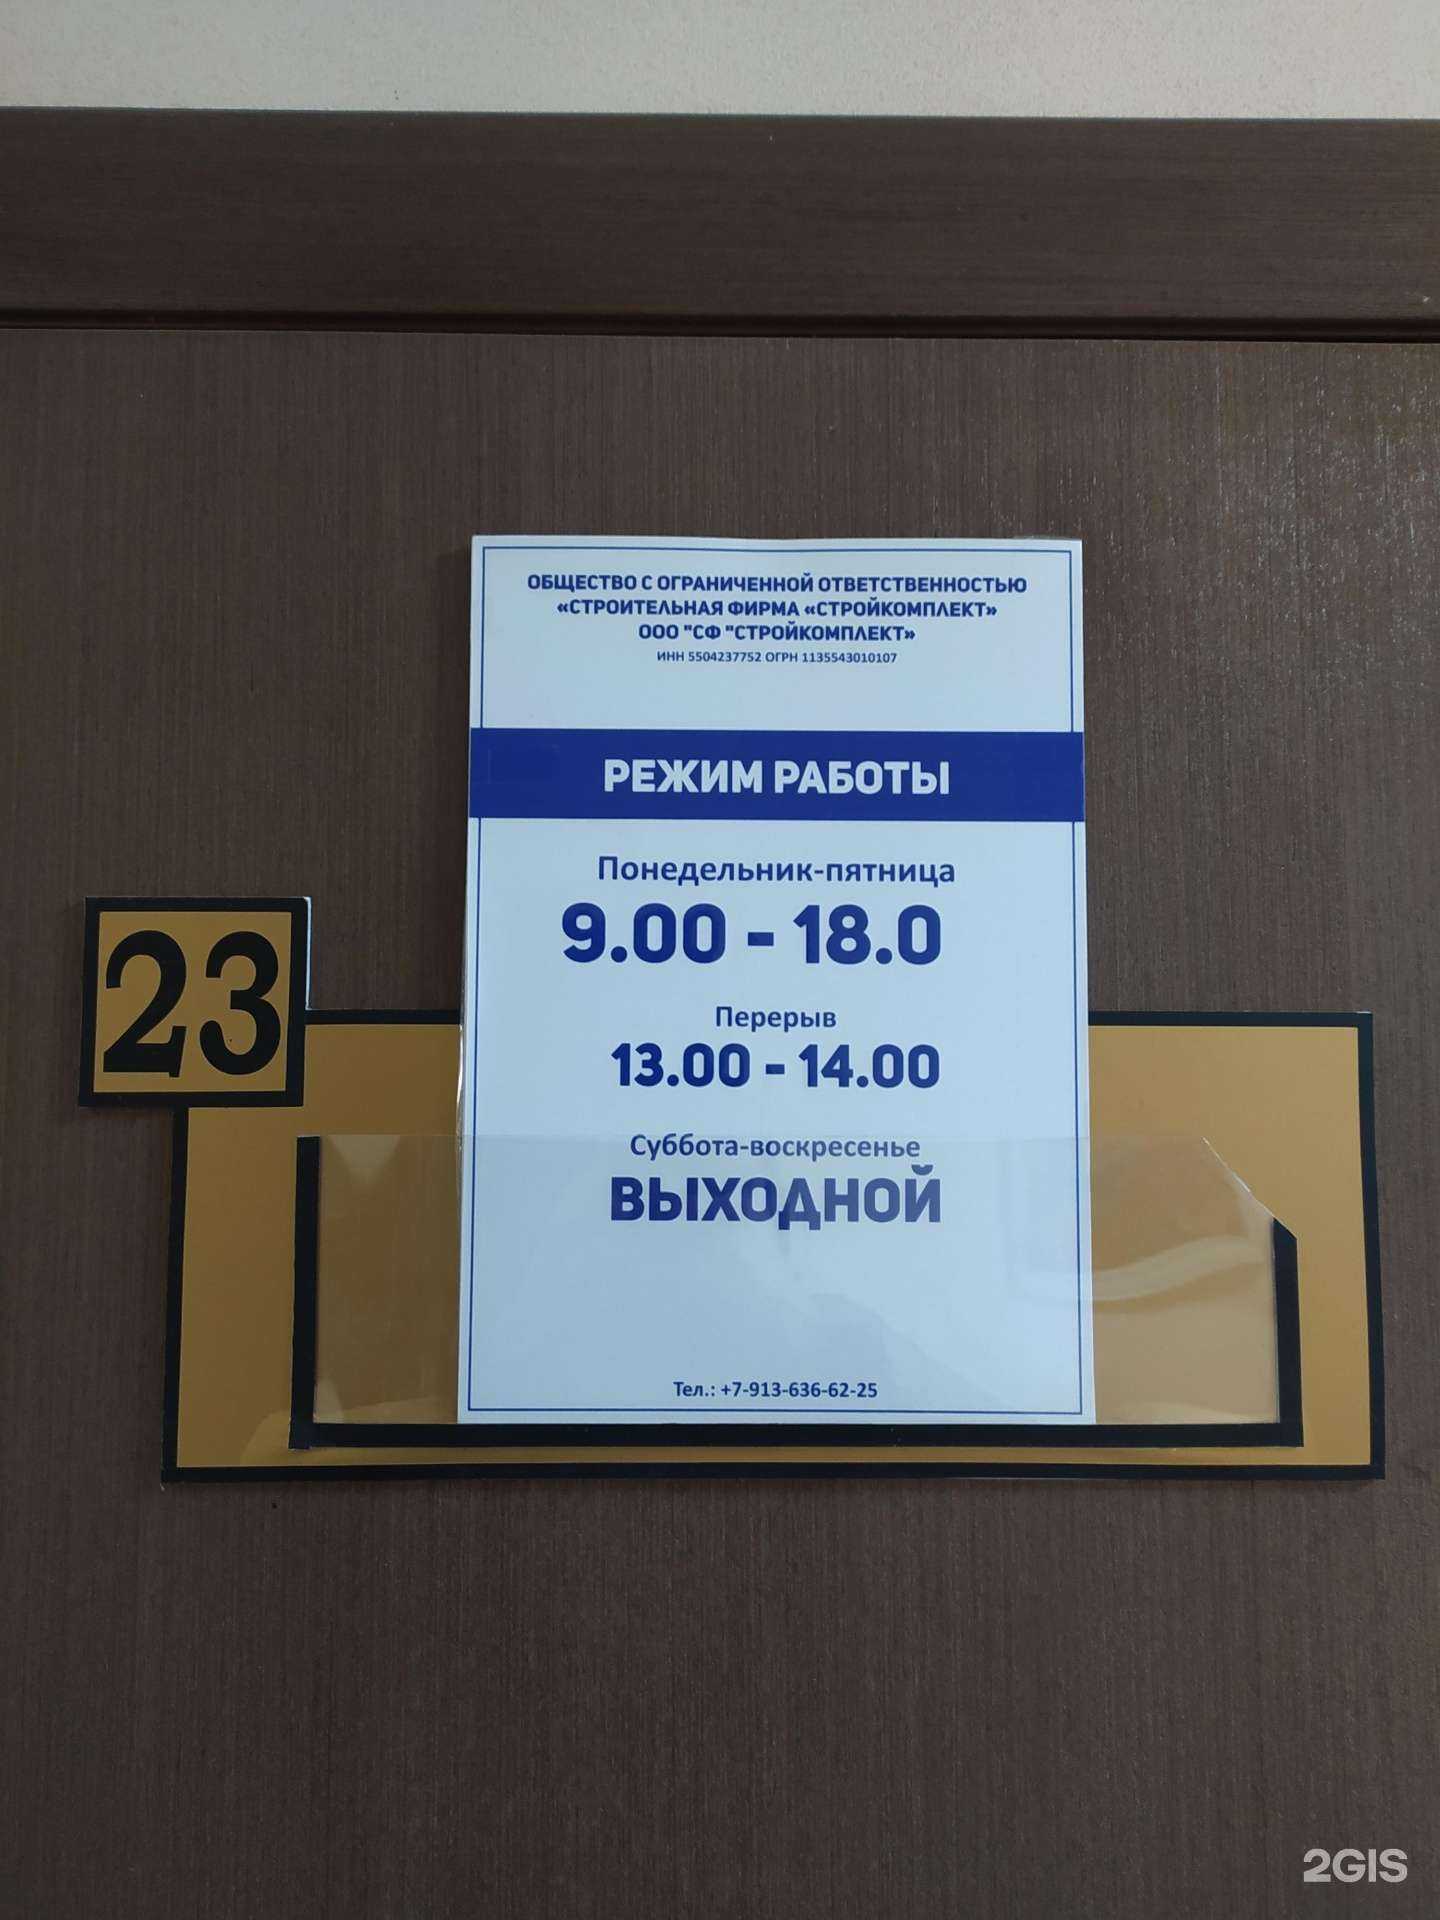 ОБЩЕСТВО С ОГРАНИЧЕННОЙ ОТВЕТСТВЕННОСТЬЮ
«СТРОИТЕЛЬНАЯ ФИРМА «СТРОЙКОМПЛЕКТ»
ООО "СФ "СТРОЙКОМПЛЕКТ»
ИНН 5504237752 ОГРН 1135543010107
РЕЖИМ РАБОТЫ
Понедельник-пятница
9.00 - 18.0
Перерыв
13.00 - 14.00
Суббота-воскресенье
ВЫХОДНОЙ
Тел.: +7-913-636-62-25
23
2GIS